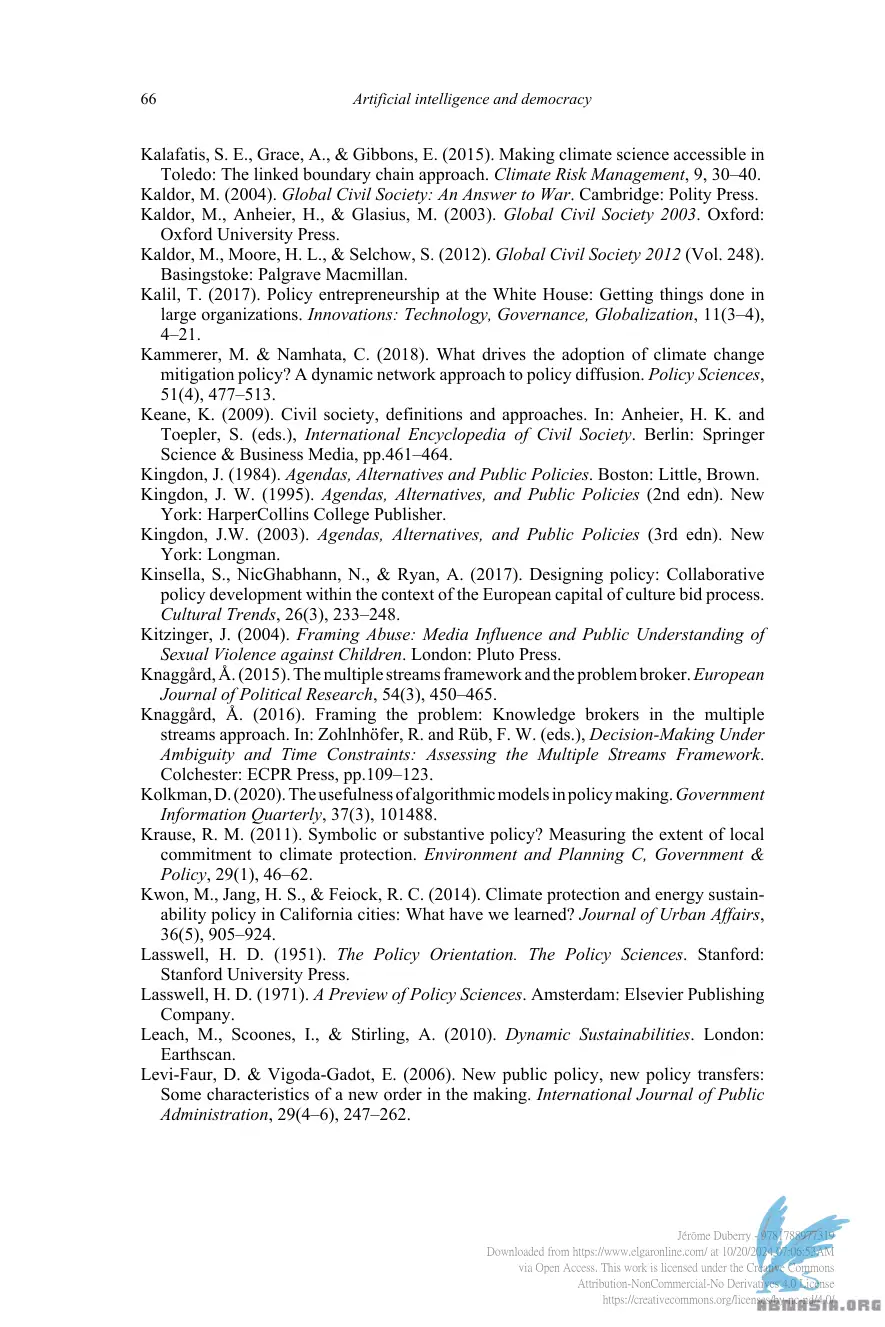 66
Artificial intelligence and democracy
Kalafatis, S. E., Grace, A., & Gibbons, E. (2015). Making climate science accessible in
Toledo: The linked boundary chain approach. Climate Risk Management, 9, 30–40.
Kaldor, M. (2004). Global Civil Society: An Answer to War. Cambridge: Polity Press.
Kaldor, M., Anheier, H., & Glasius, M. (2003). Global Civil Society 2003. Oxford:
Oxford University Press.
Kaldor, M., Moore, H. L., & Selchow, S. (2012). Global Civil Society 2012 (Vol. 248).
Basingstoke: Palgrave Macmillan.
Kalil, T. (2017). Policy entrepreneurship at the White House: Getting things done in
large organizations. Innovations: Technology, Governance, Globalization, 11(3–4),
4–21.
Kammerer, M. & Namhata, C. (2018). What drives the adoption of climate change
mitigation policy? A dynamic network approach to policy diffusion. Policy Sciences,
51(4), 477–513.
Keane, K. (2009). Civil society, definitions and approaches. In: Anheier, H. K. and
Toepler, S. (eds.), International Encyclopedia of Civil Society. Berlin: Springer
Science & Business Media, pp.461–464.
Kingdon, J. (1984). Agendas, Alternatives and Public Policies. Boston: Little, Brown.
Kingdon, J. W. (1995). Agendas, Alternatives, and Public Policies (2nd edn). New
York: HarperCollins College Publisher.
Kingdon, J.W. (2003). Agendas, Alternatives, and Public Policies (3rd edn). New
York: Longman.
Kinsella, S., NicGhabhann, N., & Ryan, A. (2017). Designing policy: Collaborative
policy development within the context of the European capital of culture bid process.
Cultural Trends, 26(3), 233–248.
Kitzinger, J. (2004). Framing Abuse: Media Influence and Public Understanding of
Sexual Violence against Children. London: Pluto Press.
Knaggård, Å. (2015). The multiple streams framework and the problem broker. European
Journal of Political Research, 54(3), 450–465.
Knaggård, Å. (2016). Framing the problem: Knowledge brokers in the multiple
streams approach. In: Zohlnhöfer, R. and Rüb, F. W. (eds.), Decision-Making Under
Ambiguity and Time Constraints: Assessing the Multiple Streams Framework.
Colchester: ECPR Press, pp.109–123.
Kolkman, D. (2020). The usefulness of algorithmic models in policy making. Government
Information Quarterly, 37(3), 101488.
Krause, R. M. (2011). Symbolic or substantive policy? Measuring the extent of local
commitment to climate protection. Environment and Planning C, Government &
Policy, 29(1), 46–62.
Kwon, M., Jang, H. S., & Feiock, R. C. (2014). Climate protection and energy sustain-
ability policy in California cities: What have we learned? Journal of Urban Affairs,
36(5), 905–924.
Lasswell, H. D. (1951). The Policy Orientation. The Policy Sciences. Stanford:
Stanford University Press.
Lasswell, H. D. (1971). A Preview of Policy Sciences. Amsterdam: Elsevier Publishing
Company.
Leach, M., Scoones, I., & Stirling, A. (2010). Dynamic Sustainabilities. London:
Earthscan.
Levi-Faur, D. & Vigoda-Gadot, E. (2006). New public policy, new policy transfers:
Some characteristics of a new order in the making. International Journal of Public
Administration, 29(4–6), 247–262.
Jérôme Duberry - 9781788977319
Downloaded from https://www.elgaronline.com/ at 10/20/2024 07:06:52AM
via Open Access. This work is licensed under the Creative Commons
Attribution-NonCommercial-No Derivatives 4.0 License
https://creativecommons.org/licenses/by-nc-nd/4.0/
ABTNASIA.ORG